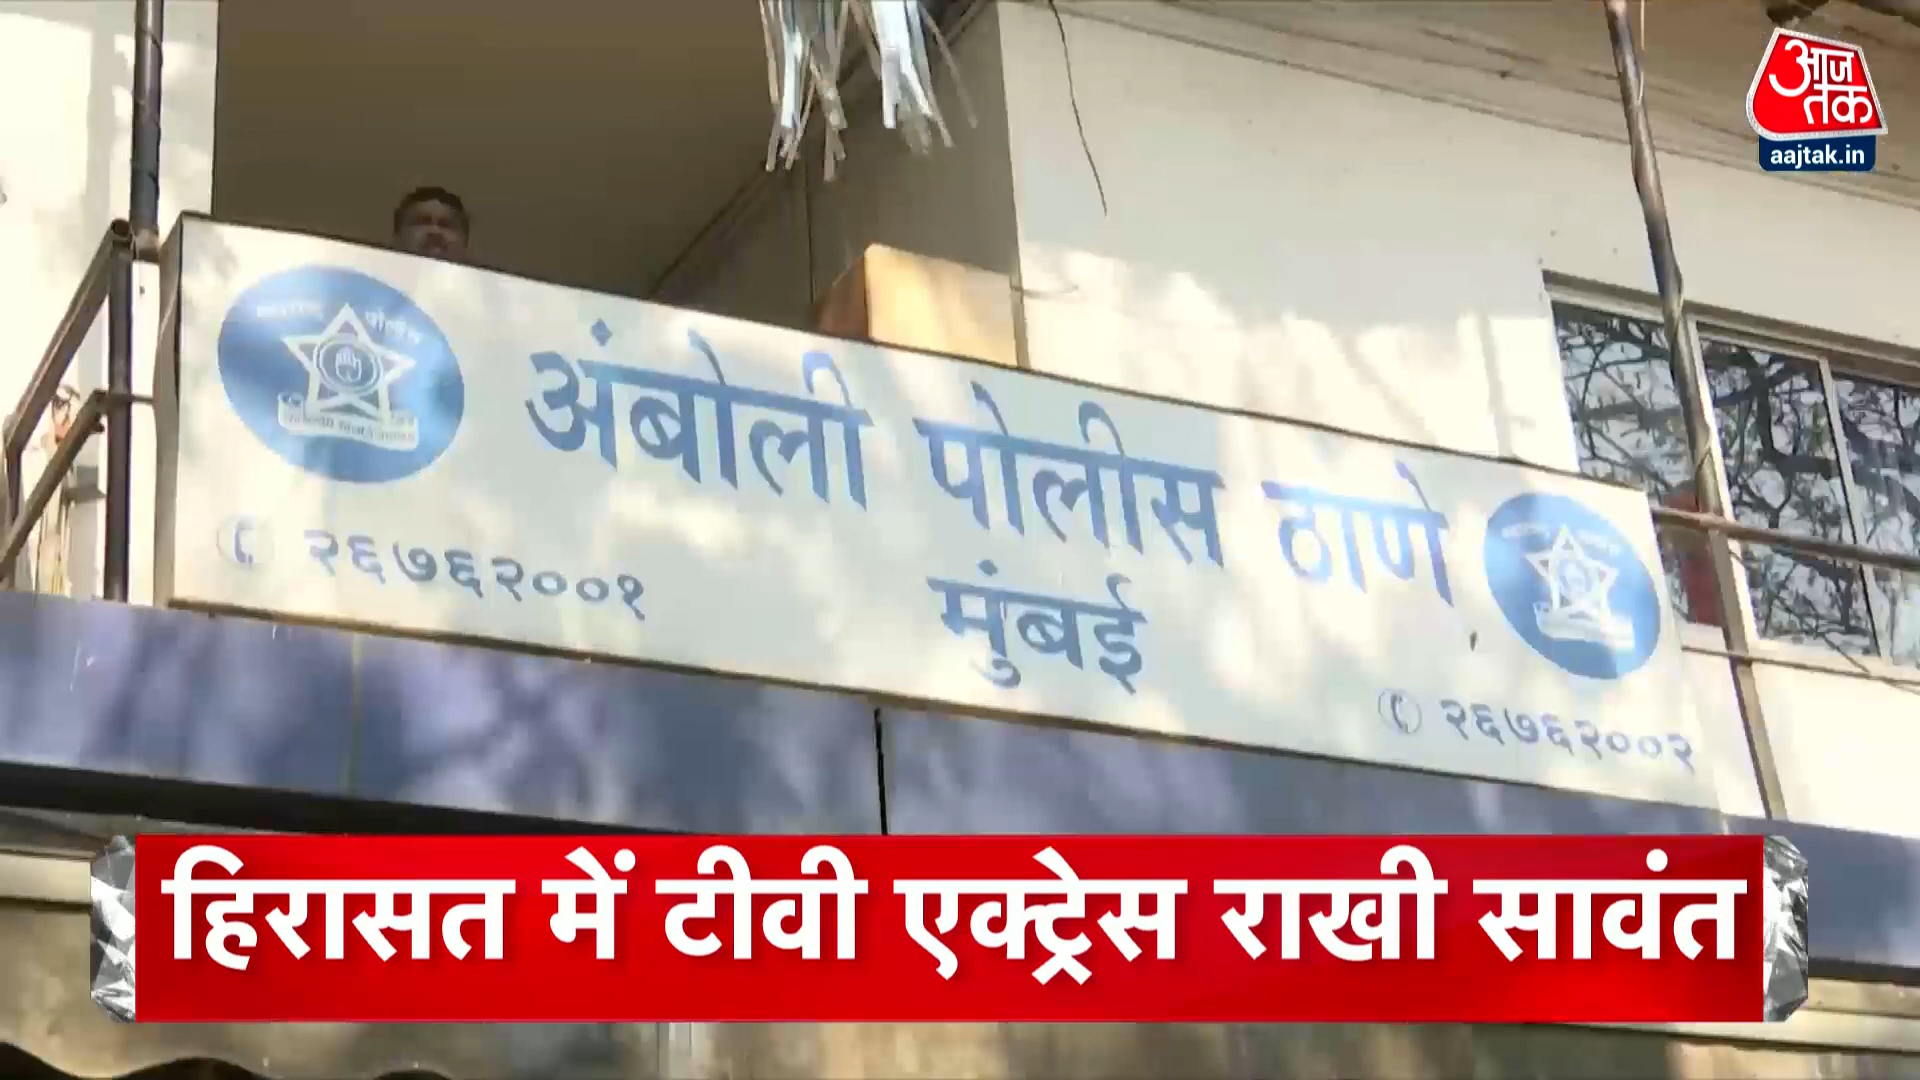 आज
तक
aajtak.in
पोलीस
अंबोली पोलीस ठाणे
२६७६२००१
मुंबई
२६७६२००२
हिरासत में टीवी एक्ट्रेस राखी सावंत